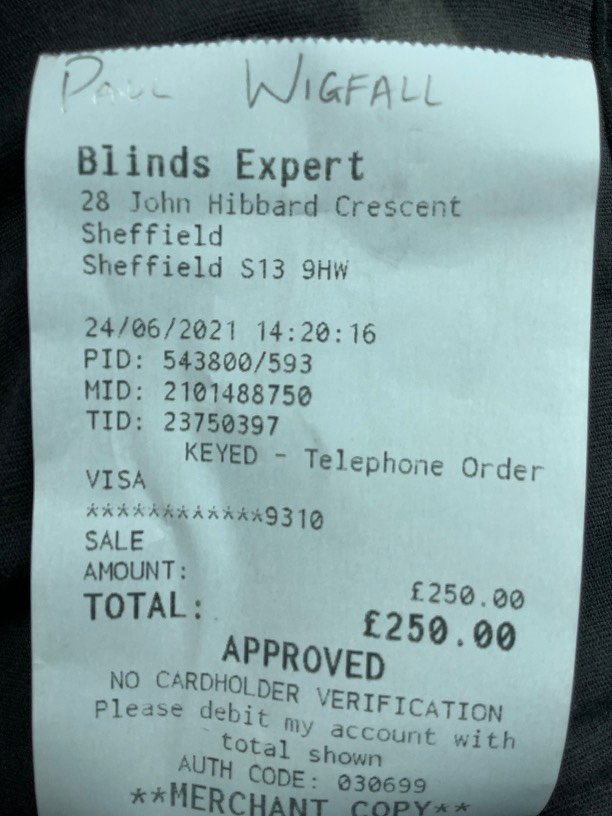 PAUL WIGFALL
Blinds Expert
28 John Hibbard Crescent
Sheffield
Sheffield S13 9HW
24/06/2021 14:20:16
PID: 543800/593
MID: 2101488750
TID: 23750397
KEYED - Telephone Order
VISA
************9310
SALE
AMOUNT: £250.00
TOTAL: £250.00
APPROVED
NO CARDHOLDER VERIFICATION
Please debit my account with
total shown
AUTH CODE: 030699
**MERCHANT COPY**